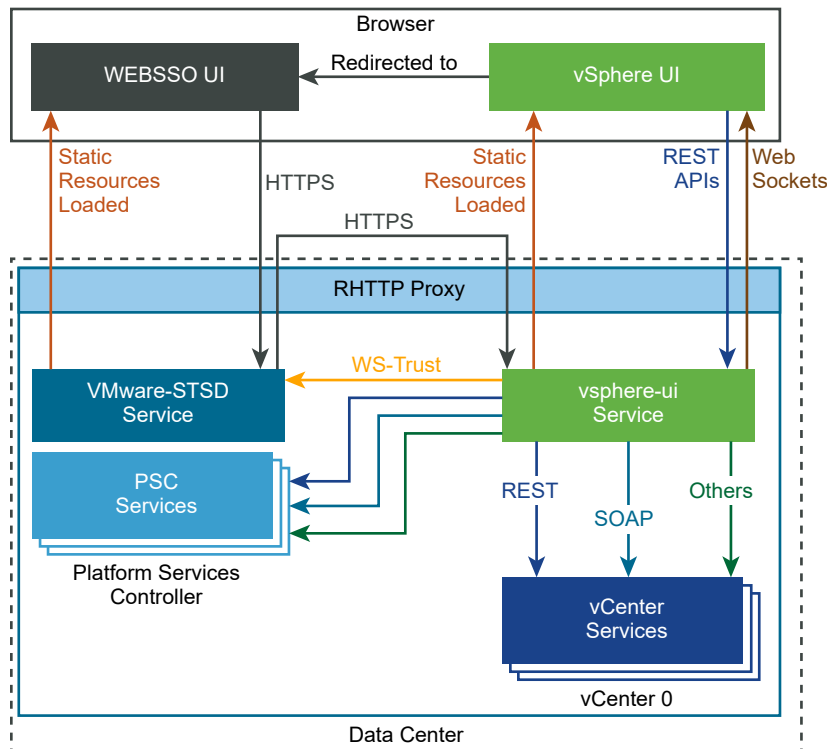 Browser
WEBSSO UI
Redirected to
vSphere UI
Static
Resources
Loaded
HTTPS
Static
Resources
Loaded
REST
APIs
Web
Sockets
HTTPS
RHTTP Proxy
VMware-STSD
Service
WS-Trust
vsphere-ui
Service
PSC
Services
REST
SOAP
Others
Platform Services
Controller
vCenter
Services
vCenter 0
Data Center